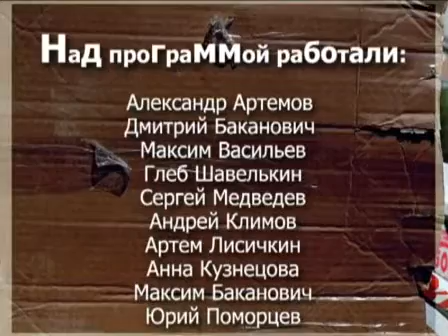 Над программой работали:
Александр Артемов
Дмитрий Баканович
Максим Васильев
Глеб Шавелькин
Сергей Медведев
Андрей Климов
Артем Лисичкин
Анна Кузнецова
Максим Баканович
Юрий Поморцев